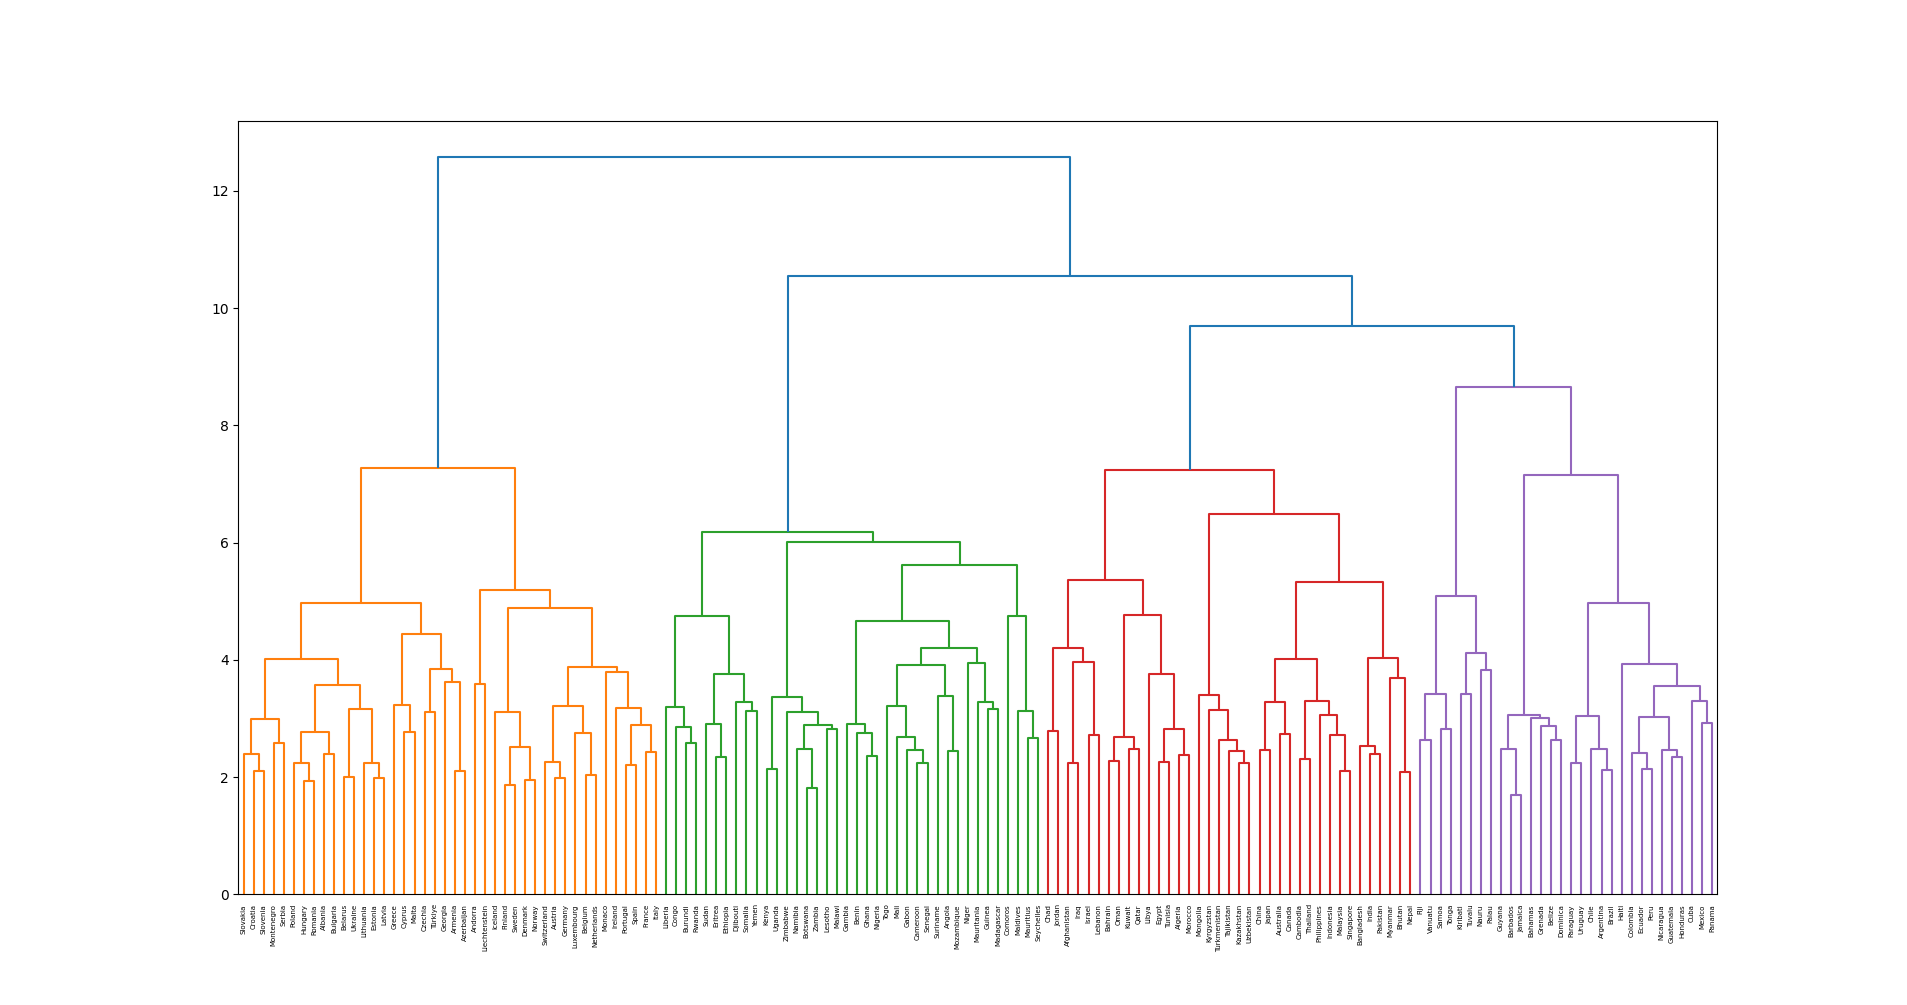 12
10
8
6
4
2
0
Slovakia
Croatia
Slovenia
Montenegro
Serbia
Poland
Hungary
Romania
Albania
Bulgaria
Belarus
Ukraine
Lithuania
Estonia
Latvia
Greece
Cyprus
Malta
Czechia
Türkiye
Georgia
Armenia
Azerbaijan
Andorra
Liechtenstein
Iceland
Finland
Sweden
Denmark
Norway
Switzerland
Austria
Germany
Luxembourg
Belgium
Netherlands
Monaco
Ireland
Portugal
Spain
France
Italy
Liberia
Congo
Burundi
Rwanda
Sudan
Eritrea
Ethiopia
Djibouti
Somalia
Yemen
Kenya
Uganda
Zimbabwe
Namibia
Botswana
Zambia
Lesotho
Malawi
Gambia
Benin
Ghana
Nigeria
Togo
Mali
Gabon
Cameroon
Senegal
Suriname
Angola
Mozambique
Niger
Mauritania
Guinea
Madagascar
Comoros
Maldives
Mauritius
Seychelles
Chad
Jordan
Afghanistan
Iraq
Israel
Lebanon
Bahrain
Oman
Kuwait
Qatar
Libya
Egypt
Tunisia
Algeria
Morocco
Mongolia
Kyrgyzstan
Turkmenistan
Tajikistan
Kazakhstan
Uzbekistan
China
Japan
Australia
Canada
Cambodia
Thailand
Philippines
Indonesia
Malaysia
Singapore
Bangladesh
India
Pakistan
Myanmar
Bhutan
Nepal
Fiji
Vanuatu
Samoa
Tonga
Kiribati
Tuvalu
Nauru
Palau
Guyana
Barbados
Jamaica
Bahamas
Grenada
Belize
Dominica
Paraguay
Uruguay
Chile
Argentina
Brazil
Haiti
Colombia
Ecuador
Peru
Nicaragua
Guatemala
Honduras
Cuba
Mexico
Panama